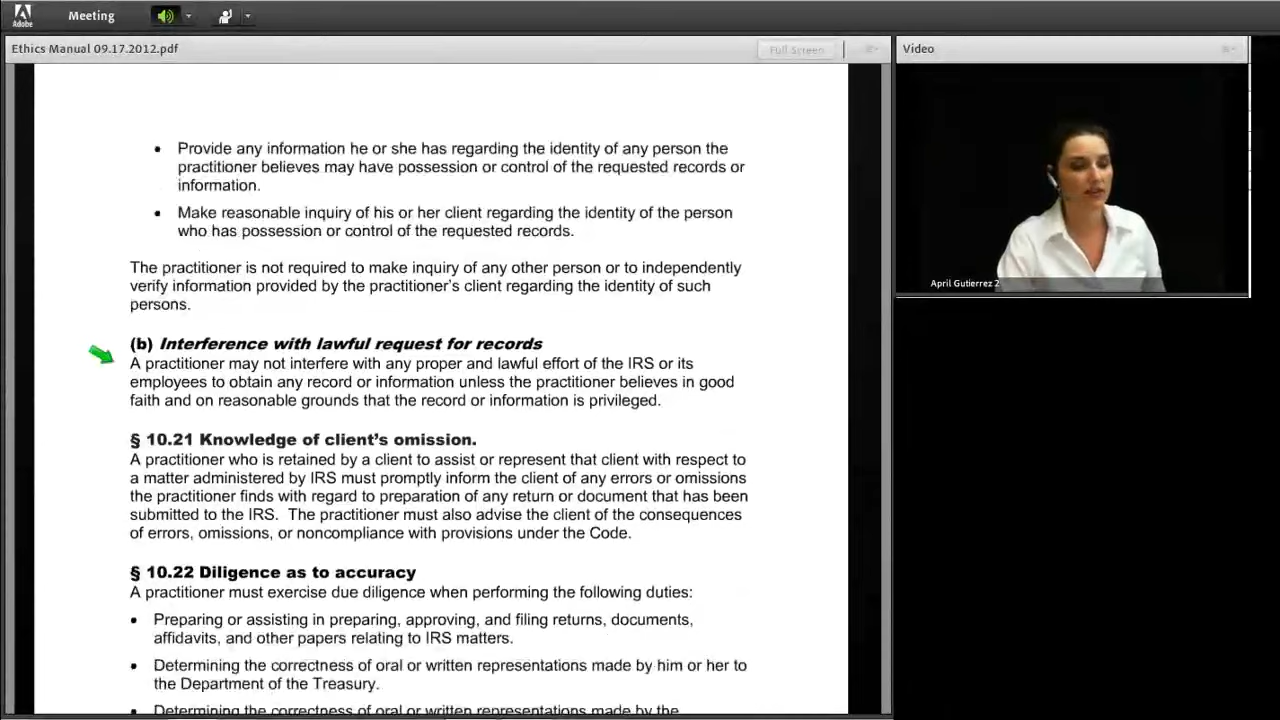 Adobe
Meeting
Ethics Manual 09.17.2012.pdf
Full Screen
Video
Provide any information he or she has regarding the identity of any person the
practitioner believes may have possession or control of the requested records or
information.
Make reasonable inquiry of his or her client regarding the identity of the person
who has possession or control of the requested records.
The practitioner is not required to make inquiry of any other person or to independently
verify information provided by the practitioner's client regarding the identity of such
persons.
(b) Interference with lawful request for records
A practitioner may not interfere with any proper and lawful effort of the IRS or its
employees to obtain any record or information unless the practitioner believes in good
faith and on reasonable grounds that the record or information is privileged.
§ 10.21 Knowledge of client's omission.
A practitioner who is retained by a client to assist or represent that client with respect to
a matter administered by IRS must promptly inform the client of any errors or omissions
the practitioner finds with regard to preparation of any return or document that has been
submitted to the IRS.  The practitioner must also advise the client of the consequences
of errors, omissions, or noncompliance with provisions under the Code.
§ 10.22 Diligence as to accuracy
A practitioner must exercise due diligence when performing the following duties:
Preparing or assisting in preparing, approving, and filing returns, documents,
affidavits, and other papers relating to IRS matters.
Determining the correctness of oral or written representations made by him or her to
the Department of the Treasury.
Determining the correctness of oral or written representations made by the
April Gutierrez 2